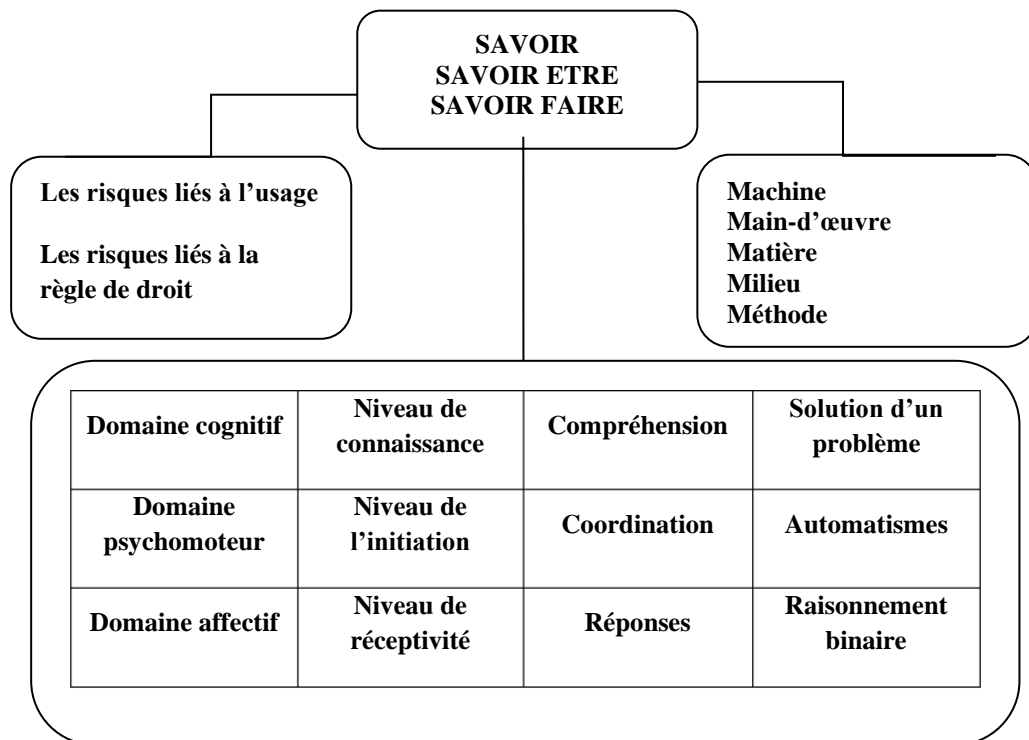 SAVOIR
SAVOIR ETRE
SAVOIR FAIRE
Les risques liés à l’usage
Les risques liés à la
règle de droit
Machine
Main-d’œuvre
Matière
Milieu
Méthode
Domaine cognitif
Niveau de
connaissance
Compréhension
Solution d’un
problème
Domaine
psychomoteur
Niveau de
l’initiation
Coordination
Automatismes
Domaine affectif
Niveau de
réceptivité
Réponses
Raisonnement
binaire